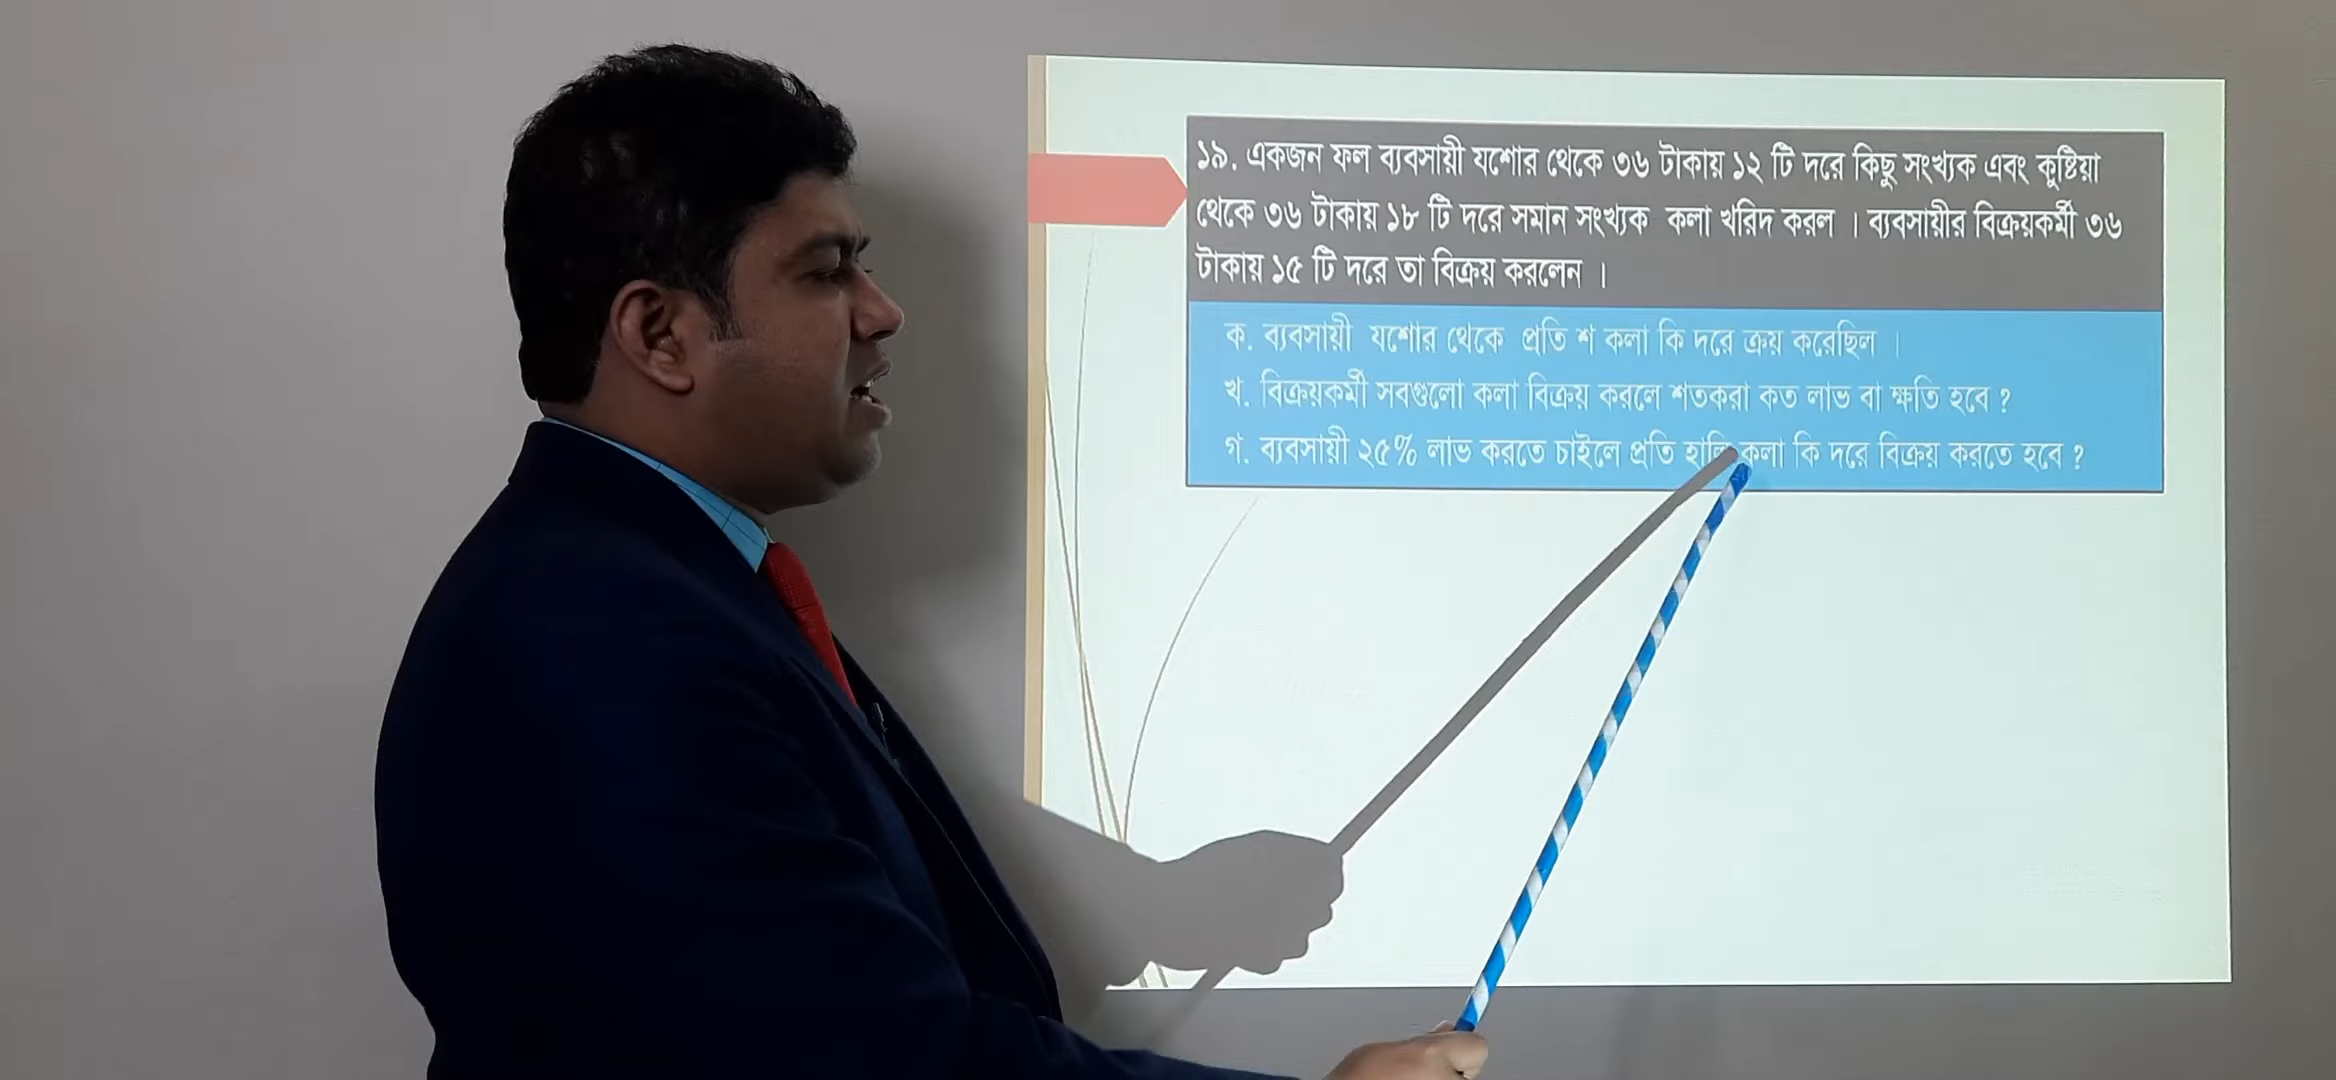 ১৯. একজন ফল ব্যবসায়ী যশোর থেকে ৩৬ টাকায় ১২ টি দরে কিছু সংখ্যক এবং কুষ্টিয়া
থেকে ৩৬ টাকায় ১৮ টি দরে সমান সংখ্যক কলা খরিদ করল । ব্যবসায়ীর বিক্রয়কর্মী ৩৬
টাকায় ১৫ টি দরে তা বিক্রয় করলেন ।
ক. ব্যবসায়ী যশোর থেকে প্রতি শ কলা কি দরে ক্রয় করেছিল ।
খ. বিক্রয়কর্মী সবগুলো কলা বিক্রয় করলে শতকরা কত লাভ বা ক্ষতি হবে ?
গ. ব্যবসায়ী ২৫% লাভ করতে চাইলে প্রতি হালি কলা কি দরে বিক্রয় করতে হবে ?